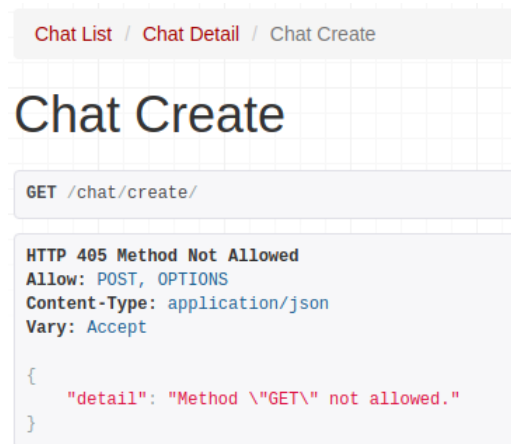 Chat List / Chat Detail / Chat Create
Chat Create
GET /chat/create/
HTTP 405 Method Not Allowed
Allow: POST, OPTIONS
Content-Type: application/json
Vary: Accept
{
    "detail": "Method \"GET\" not allowed."
}